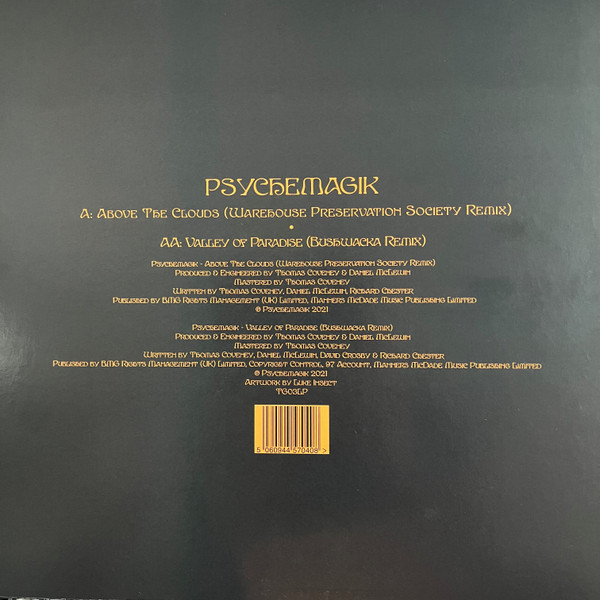 PSYCHEMAGIK
A: Above The Clouds (Warehouse Preservation Society Remix)
•
AA: Valley of Paradise (Bushwacka Remix)
Psychemagik - Above The Clouds (Warehouse Preservation Society Remix)
Produced & Engineered by Thomas Coveney & Daniel McLewin
Mastered by Thomas Coveney
Written by Thomas Coveney, Daniel McLewin, Richard Chester
Published by BMG Rights Management (UK) Limited, Manners McDade Music Publishing Limited
℗ Psychemagik 2021
Psychemagik - Valley of Paradise (Bushwacka Remix)
Produced & Engineered by Thomas Coveney & Daniel McLewin
Mastered by Thomas Coveney
Written by Thomas Coveney, Daniel McLewin, David Crosby & Richard Chester
Published by BMG Rights Management (UK) Limited, Copyright Control, 97 Account, Manners McDade Music Publishing Limited
℗ Psychemagik 2021
Artwork by Luke Insect
TG03LP
5 060944 570408 >